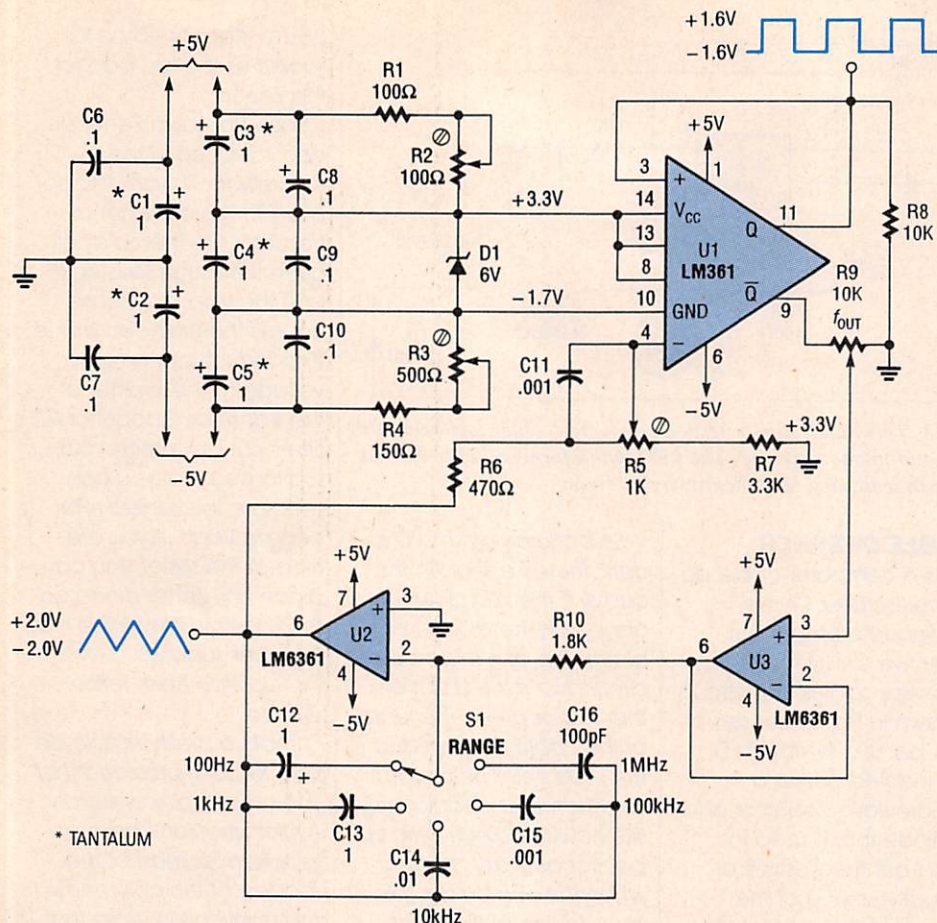 +1.6V
−1.6V
+5V
R1
100Ω
C6
.1
C3 *
1
R2
100Ω
C8
.1
+5V
1
3
+
* C1
1
14
VCC
+3.3V
11
Q
R8
10K
13
U1
C4 *
1
C9
.1
D1
6V
8
LM361
R9
10K
* C2
1
−1.7V
10
GND
Q
9
fOUT
C10
.1
4
−
R3
500Ω
C11
.001
6
C7
.1
C5 *
1
−5V
+3.3V
R4
150Ω
R5
1K
R7
3.3K
−5V
R6
470Ω
+5V
+5V
7
+
3
R10
1.8K
7
+
3
+2.0V
−2.0V
6
U2
2
6
U3
2
LM6361
4
−
4
−
LM6361
−5V
−5V
C12
1
+
S1
RANGE
C16
100pF
100Hz
1MHz
1kHz
100kHz
C13
1
C15
.001
* TANTALUM
C14
.01
10kHz